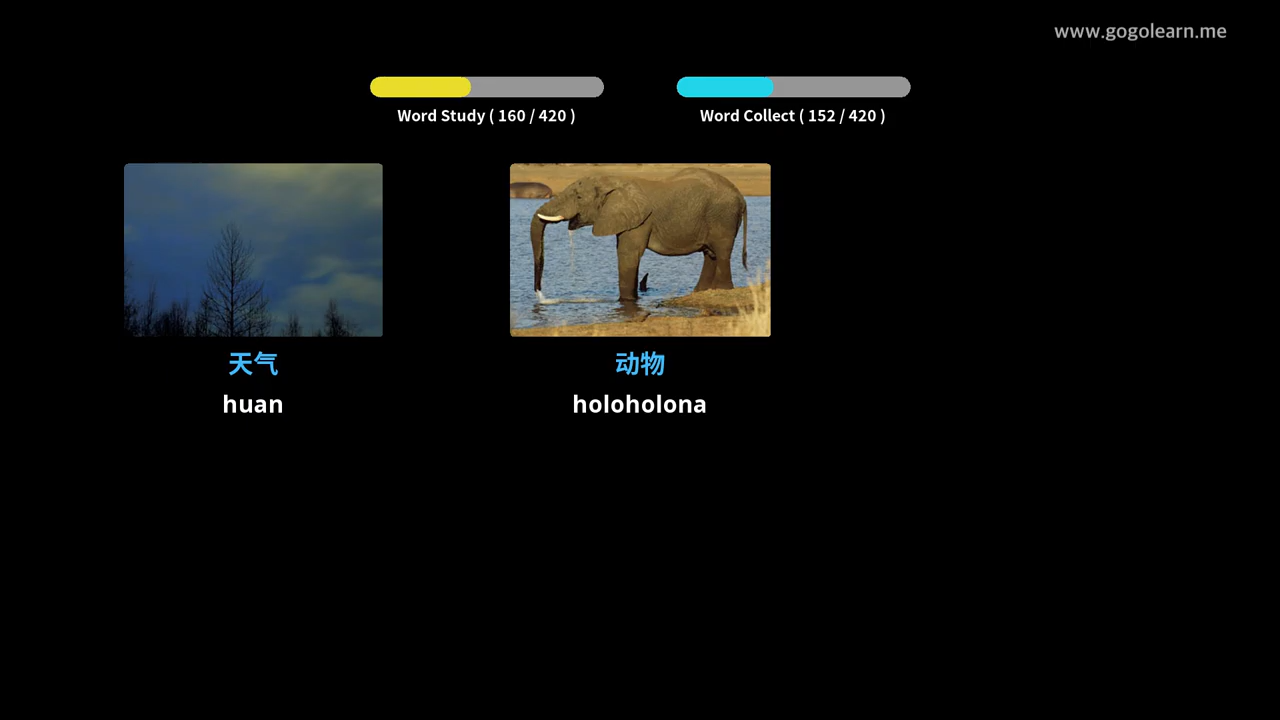 www.gogolearn.me
Word Study ( 160 / 420 )
Word Collect ( 152 / 420 )
天气
huan
动物
holoholona